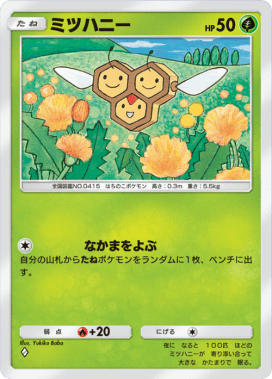 たね ミツハニー HP 50
全国図鑑NO.0415 はちのこポケモン 高さ：0.3m 重さ：5.5kg
なかまをよぶ
自分の山札からたねポケモンをランダムに1枚、ベンチに出
す。
弱点 +20 にげる
Illus. Yukiko Baba
夜に なると 100匹 ほどの
ミツハニーが 寄り添い合って
大きな かたまりで 眠る。